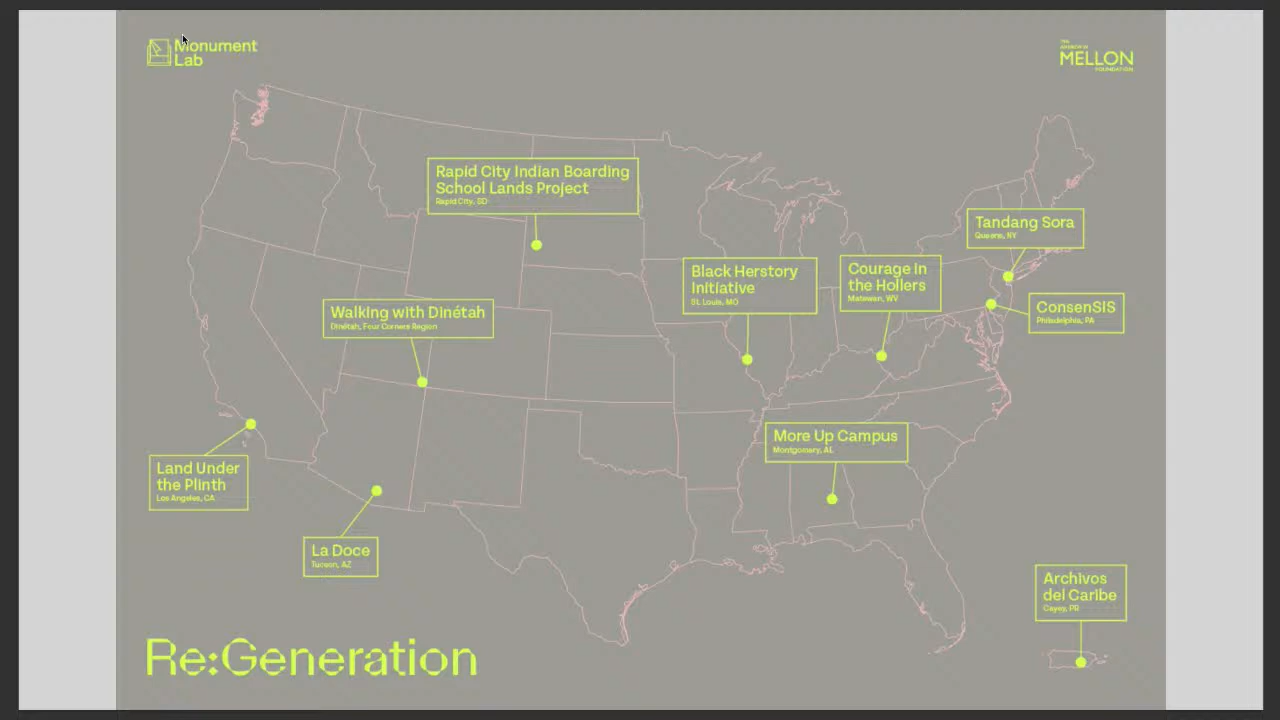 Monument
Lab
THE
ANDREW W.
MELLON
FOUNDATION
Rapid City Indian Boarding
School Lands Project
Rapid City, SD
Tandang Sora
Queens, NY
Black Herstory
Initiative
St. Louis, MO
Courage in
the Hollers
Matewan, WV
Walking with Dinétah
Dinétah, Four Corners Region
ConsenSIS
Philadelphia, PA
More Up Campus
Montgomery, AL
Land Under
the Plinth
Los Angeles, CA
La Doce
Tucson, AZ
Archivos
del Caribe
Cayey, PR
Re:Generation